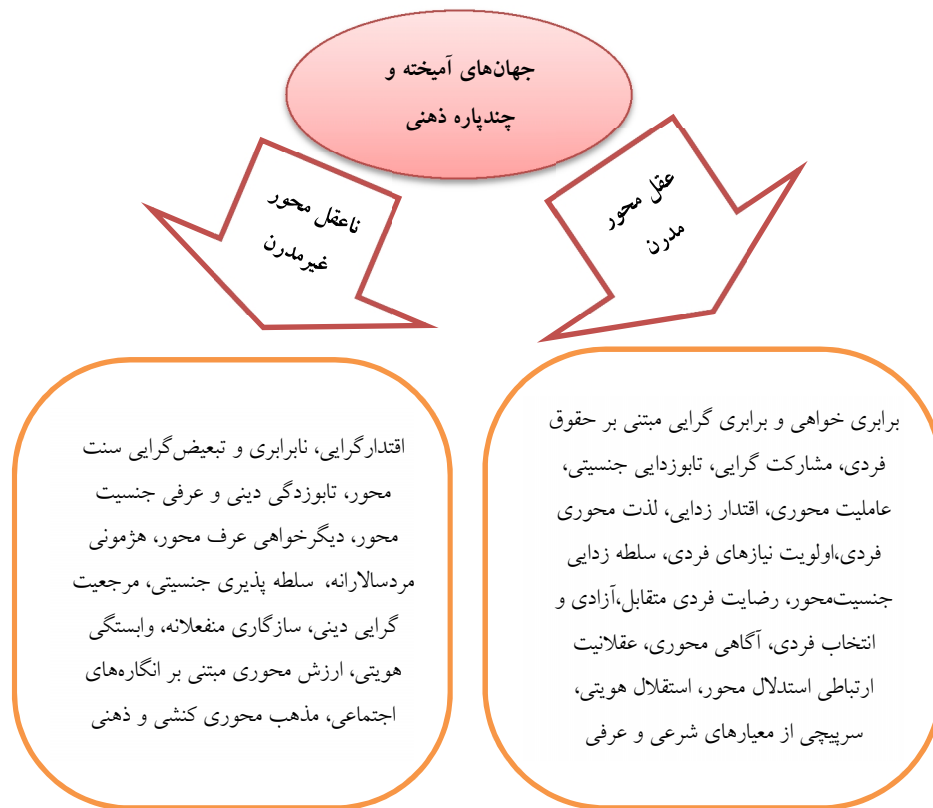 جهان‌های آمیخته و
چندپاره ذهنی
عقل محور
مدرن
ناعقل محور
غیرمدرن
برابری خواهی و برابری گرایی مبتنی بر حقوق
فردی، مشارکت گرایی، تابوزدایی جنسیتی،
عاملیت محوری، اقتدار زدایی، لذت محوری
فردی،اولویت نیازهای فردی، سلطه زدایی
جنسیت‌محور، رضایت فردی متقابل،آزادی و
انتخاب فردی، آگاهی محوری، عقلانیت
ارتباطی استدلال محور، استقلال هویتی،
سرپیچی از معیارهای شرعی و عرفی
اقتدارگرایی، نابرابری و تبعیض‌گرایی سنت
محور، تابوزدگی دینی و عرفی جنسیت
محور، دیگرخواهی عرف محور، هژمونی
مردسالارانه، سلطه پذیری جنسیتی، مرجعیت
گرایی دینی، سازگاری منفعلانه، وابستگی
هویتی، ارزش محوری مبتنی بر انگاره‌های
اجتماعی، مذهب محوری کنشی و ذهنی